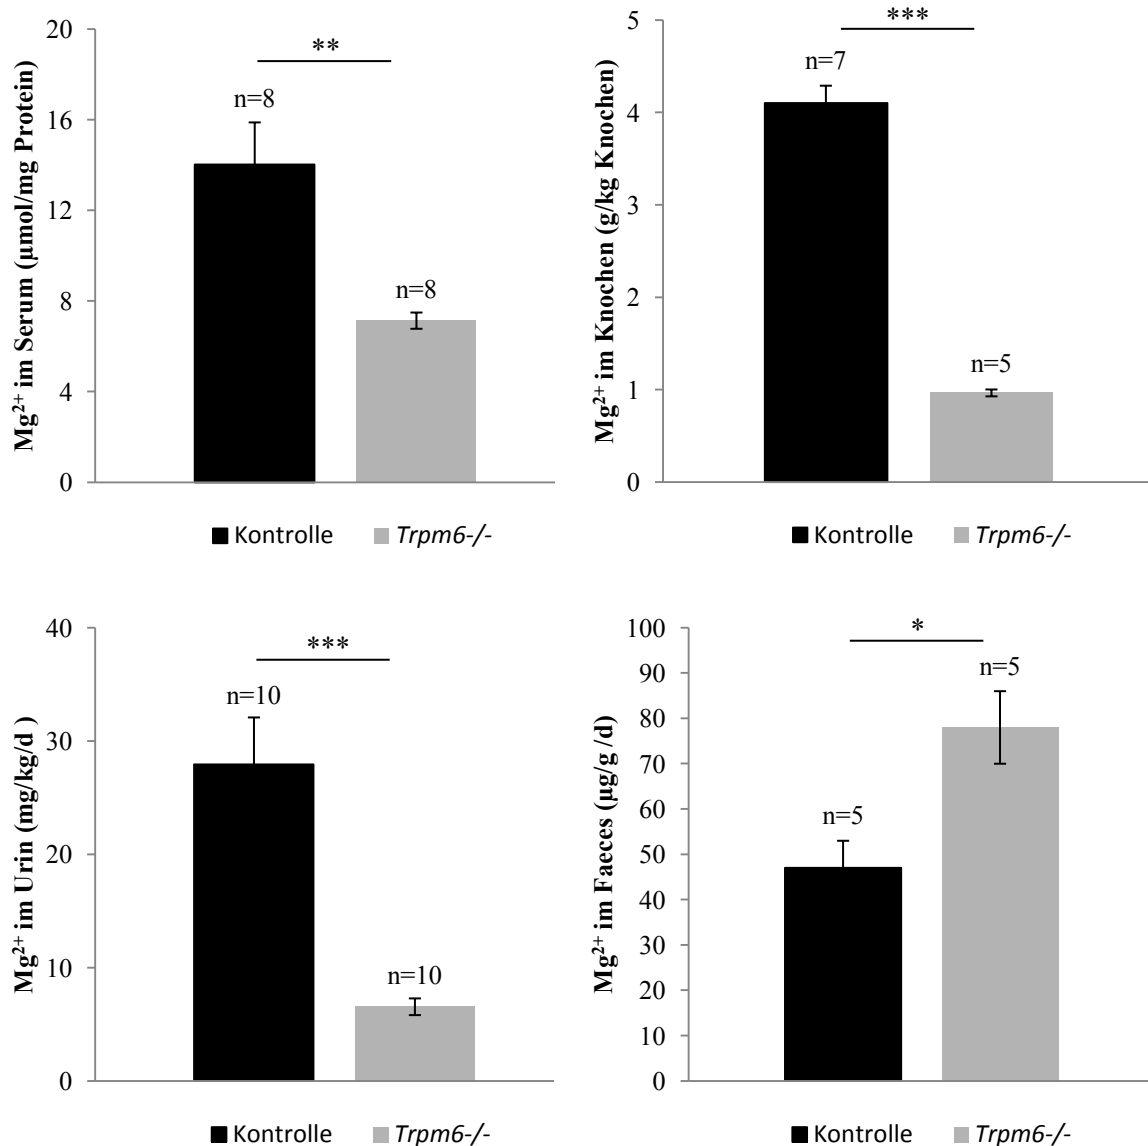 Mg²⁺ im Serum (µmol/mg Protein)
20
16
12
8
4
0
**
n=8
n=8
Kontrolle Trpm6-/-
Mg²⁺ im Knochen (g/kg Knochen)
5
4
3
2
1
0
***
n=7
n=5
Kontrolle Trpm6-/-
Mg²⁺ im Urin (mg/kg/d )
40
30
20
10
0
***
n=10
n=10
Kontrolle Trpm6-/-
Mg²⁺ im Faeces (µg/g /d)
100
90
80
70
60
50
40
30
20
10
0
*
n=5
n=5
Kontrolle Trpm6-/-